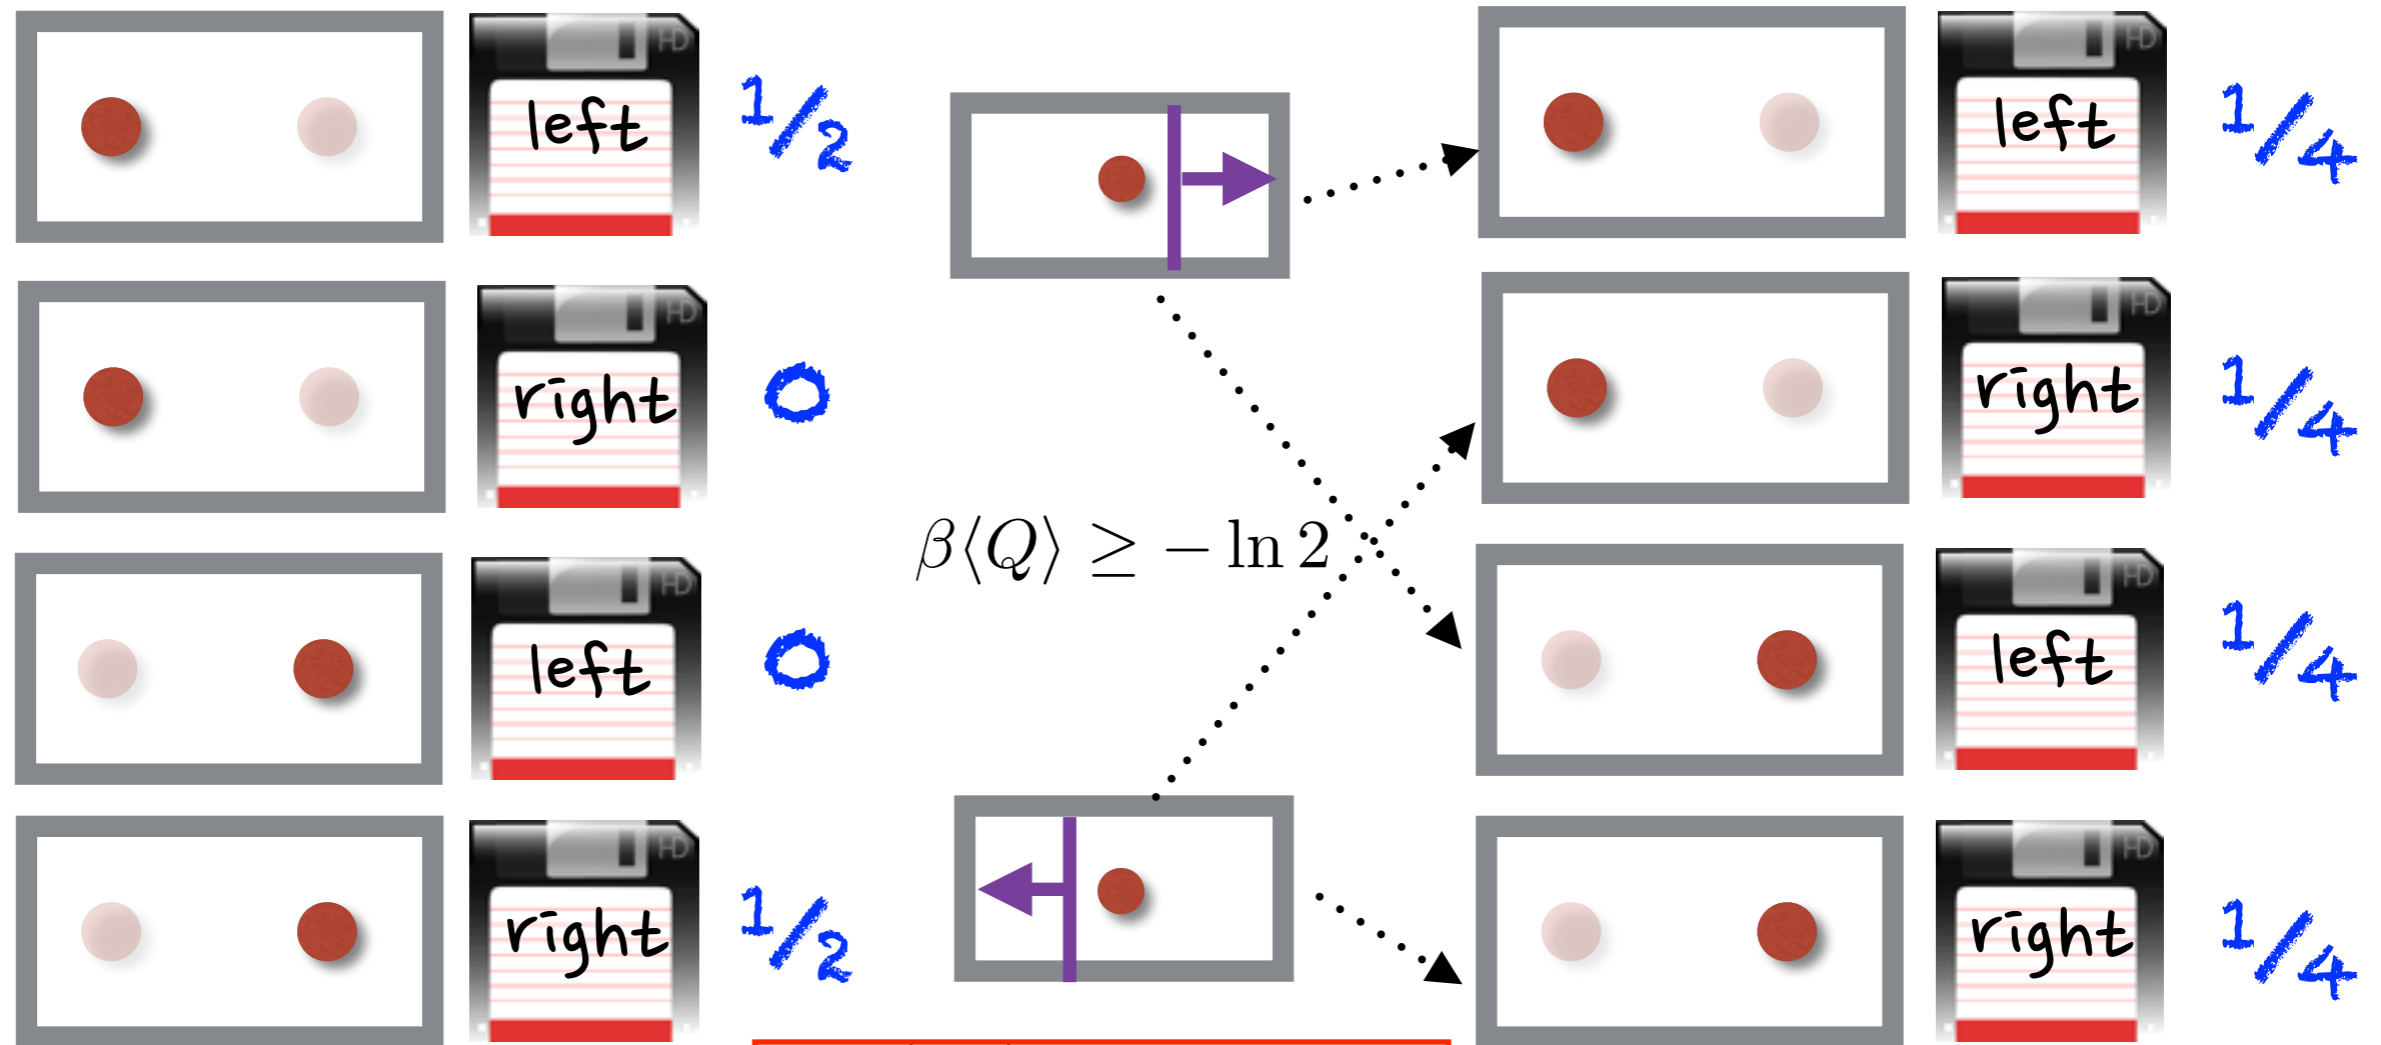 HD
left
1/2
HD
left
1/4
HD
right
0
HD
right
1/4
β⟨Q⟩ ≥ − ln 2
HD
left
0
HD
left
1/4
HD
right
1/2
HD
right
1/4